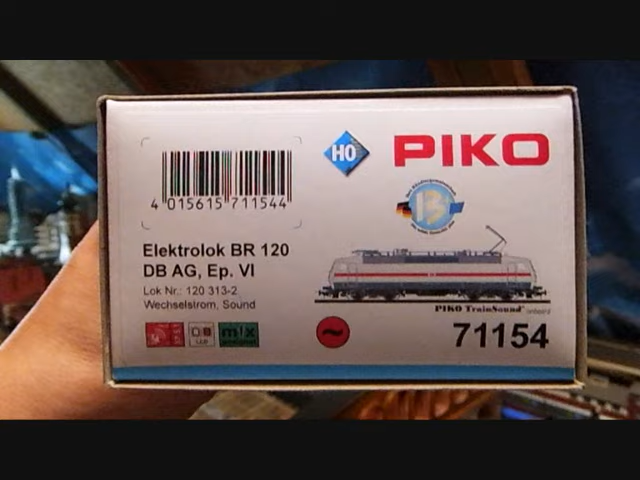 H0
PIKO
4 015615 711544
Elektrolok BR 120
DB AG, Ep. VI
Lok Nr.: 120 313-2
Wechselstrom, Sound
PIKO TrainSound onboard
~
71154